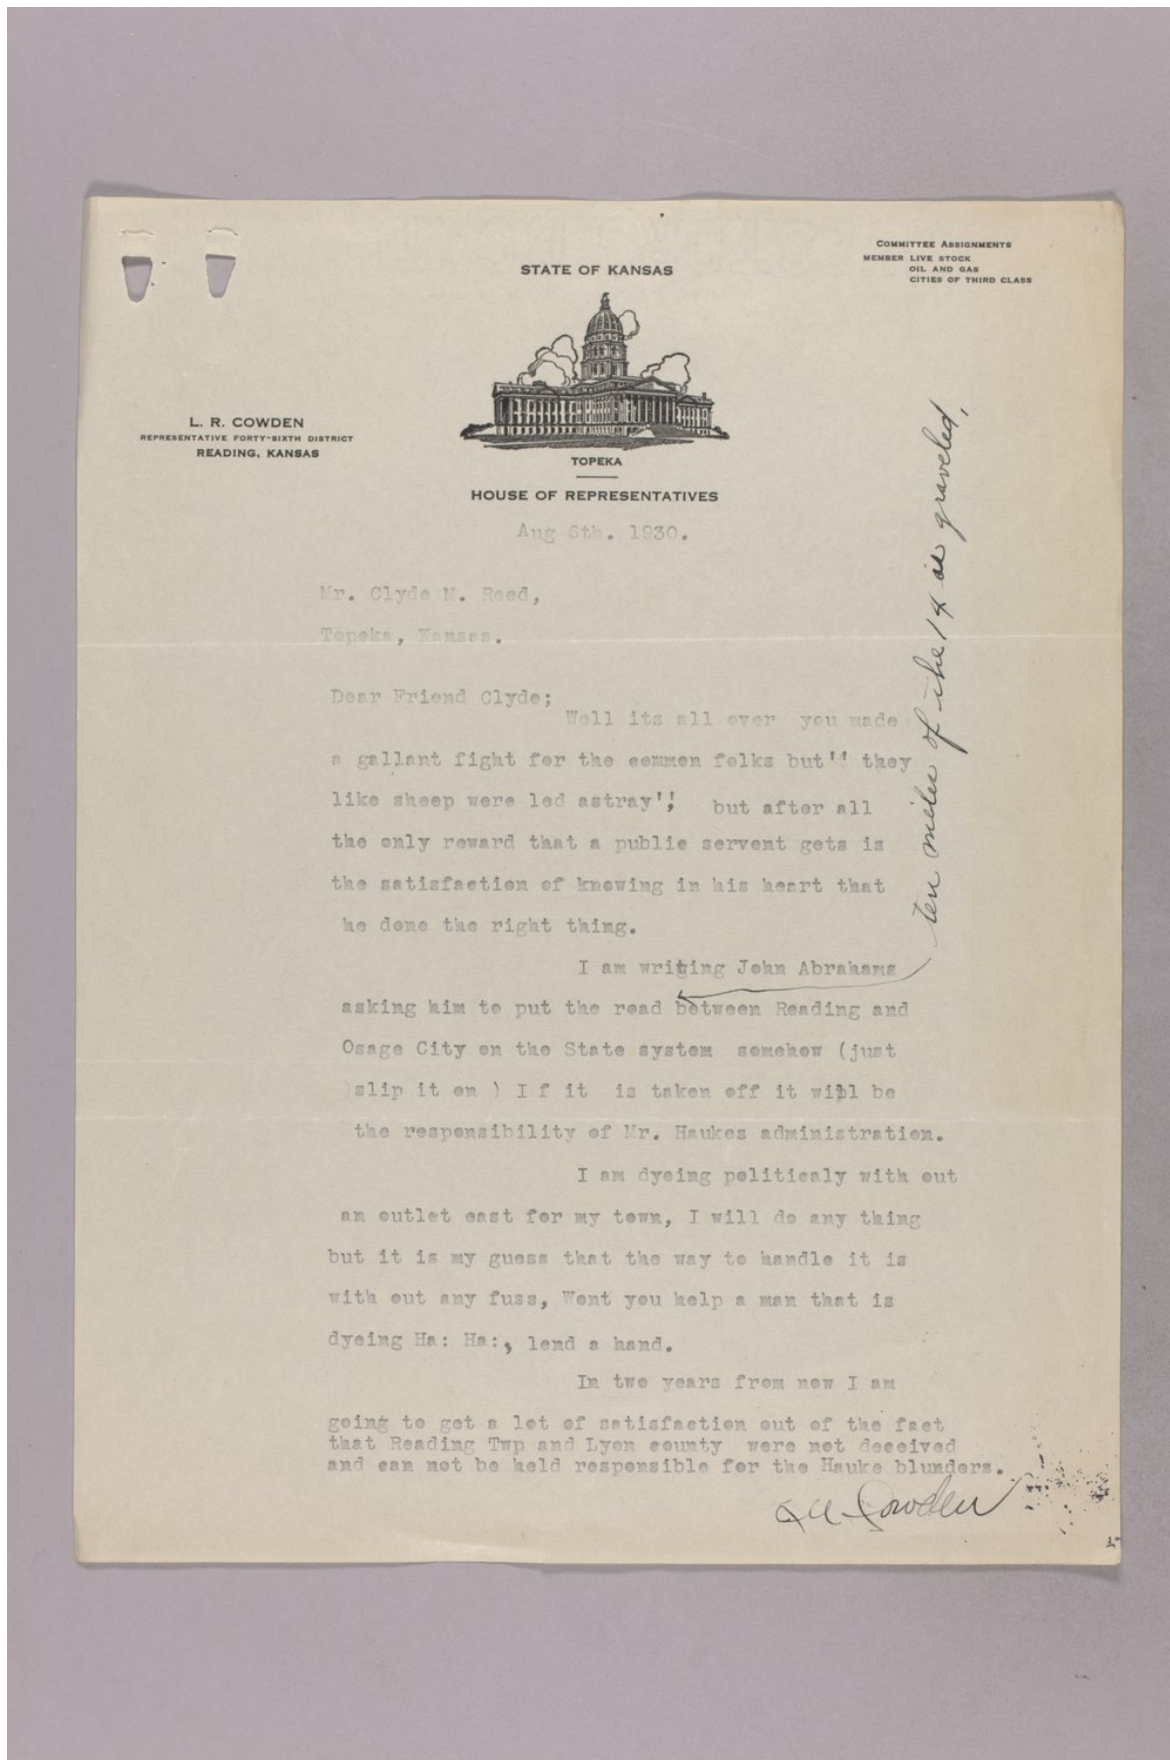 COMMITTEE ASSIGNMENTS
MEMBER LIVE STOCK
OIL AND GAS
CITIES OF THIRD CLASS
STATE OF KANSAS
L. R. COWDEN
REPRESENTATIVE FORTY-SIXTH DISTRICT
READING, KANSAS
TOPEKA
HOUSE OF REPRESENTATIVES
Aug 6th. 1930.
Mr. Clyde M. Reed,
Topeka, Kansas.
Dear Friend Clyde;
Well its all over you made
a gallant fight for the common folks but'' they
like sheep were led astray''; but after all
the only reward that a public servent gets is
the satisfaction of knowing in his heart that
he done the right thing.
I am writing John Abrahams
asking him to put the road between Reading and
Osage City on the State system somehow (just
)slip it on ) I f it is taken off it will be
the responsibility of Mr. Haukes administration.
I am dyeing politicaly with out
an outlet east for my town, I will do any thing
but it is my guess that the way to handle it is
with out any fuss, Wont you help a man that is
dyeing Ha: Ha:, lend a hand.
In two years from now I am
going to get a lot of satisfaction out of the fact
that Reading Twp and Lyon county were not deceived
and can not be held responsible for the Hauke blunders.
ten miles of the 14 is graveled,
Cowden